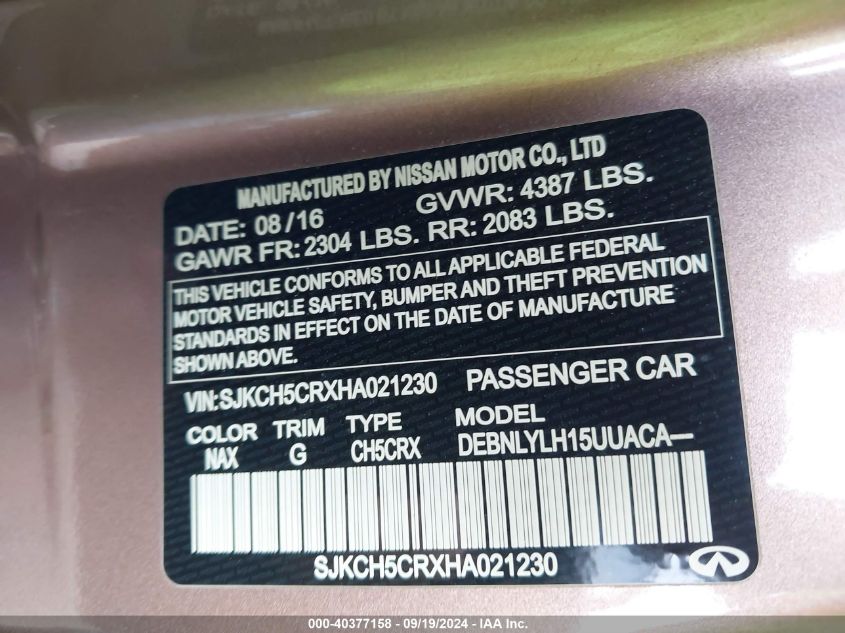 MANUFACTURED BY NISSAN MOTOR CO., LTD
DATE: 08/16 GVWR: 4387 LBS.
GAWR FR: 2304 LBS. RR: 2083 LBS.
THIS VEHICLE CONFORMS TO ALL APPLICABLE FEDERAL
MOTOR VEHICLE SAFETY, BUMPER AND THEFT PREVENTION
STANDARDS IN EFFECT ON THE DATE OF MANUFACTURE
SHOWN ABOVE.
VIN:SJKCH5CRXHA021230 PASSENGER CAR
COLOR TRIM TYPE MODEL
NAX G CH5CRX DEBNLYLH15UUACA—
SJKCH5CRXHA021230
000-40377158 - 09/19/2024 - IAA Inc.